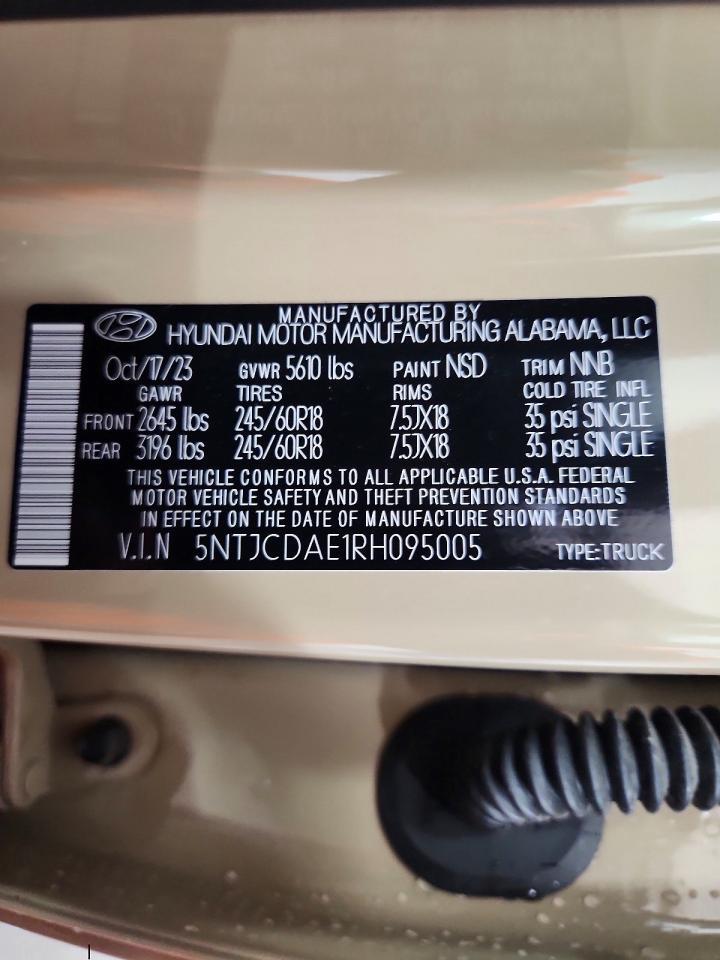 MANUFACTURED BY
HYUNDAI MOTOR MANUFACTURING ALABAMA, LLC
Oct/17/23 GVWR 5610 lbs PAINT NSD TRIM NNB
GAWR TIRES RIMS COLD TIRE INFL
FRONT 2645 lbs 245/60R18 7.5JX18 35 psi SINGLE
REAR 3196 lbs 245/60R18 7.5JX18 35 psi SINGLE
THIS VEHICLE CONFORMS TO ALL APPLICABLE U.S.A. FEDERAL
MOTOR VEHICLE SAFETY AND THEFT PREVENTION STANDARDS
IN EFFECT ON THE DATE OF MANUFACTURE SHOWN ABOVE
V.I.N 5NTJCDAE1RH095005 TYPE:TRUCK